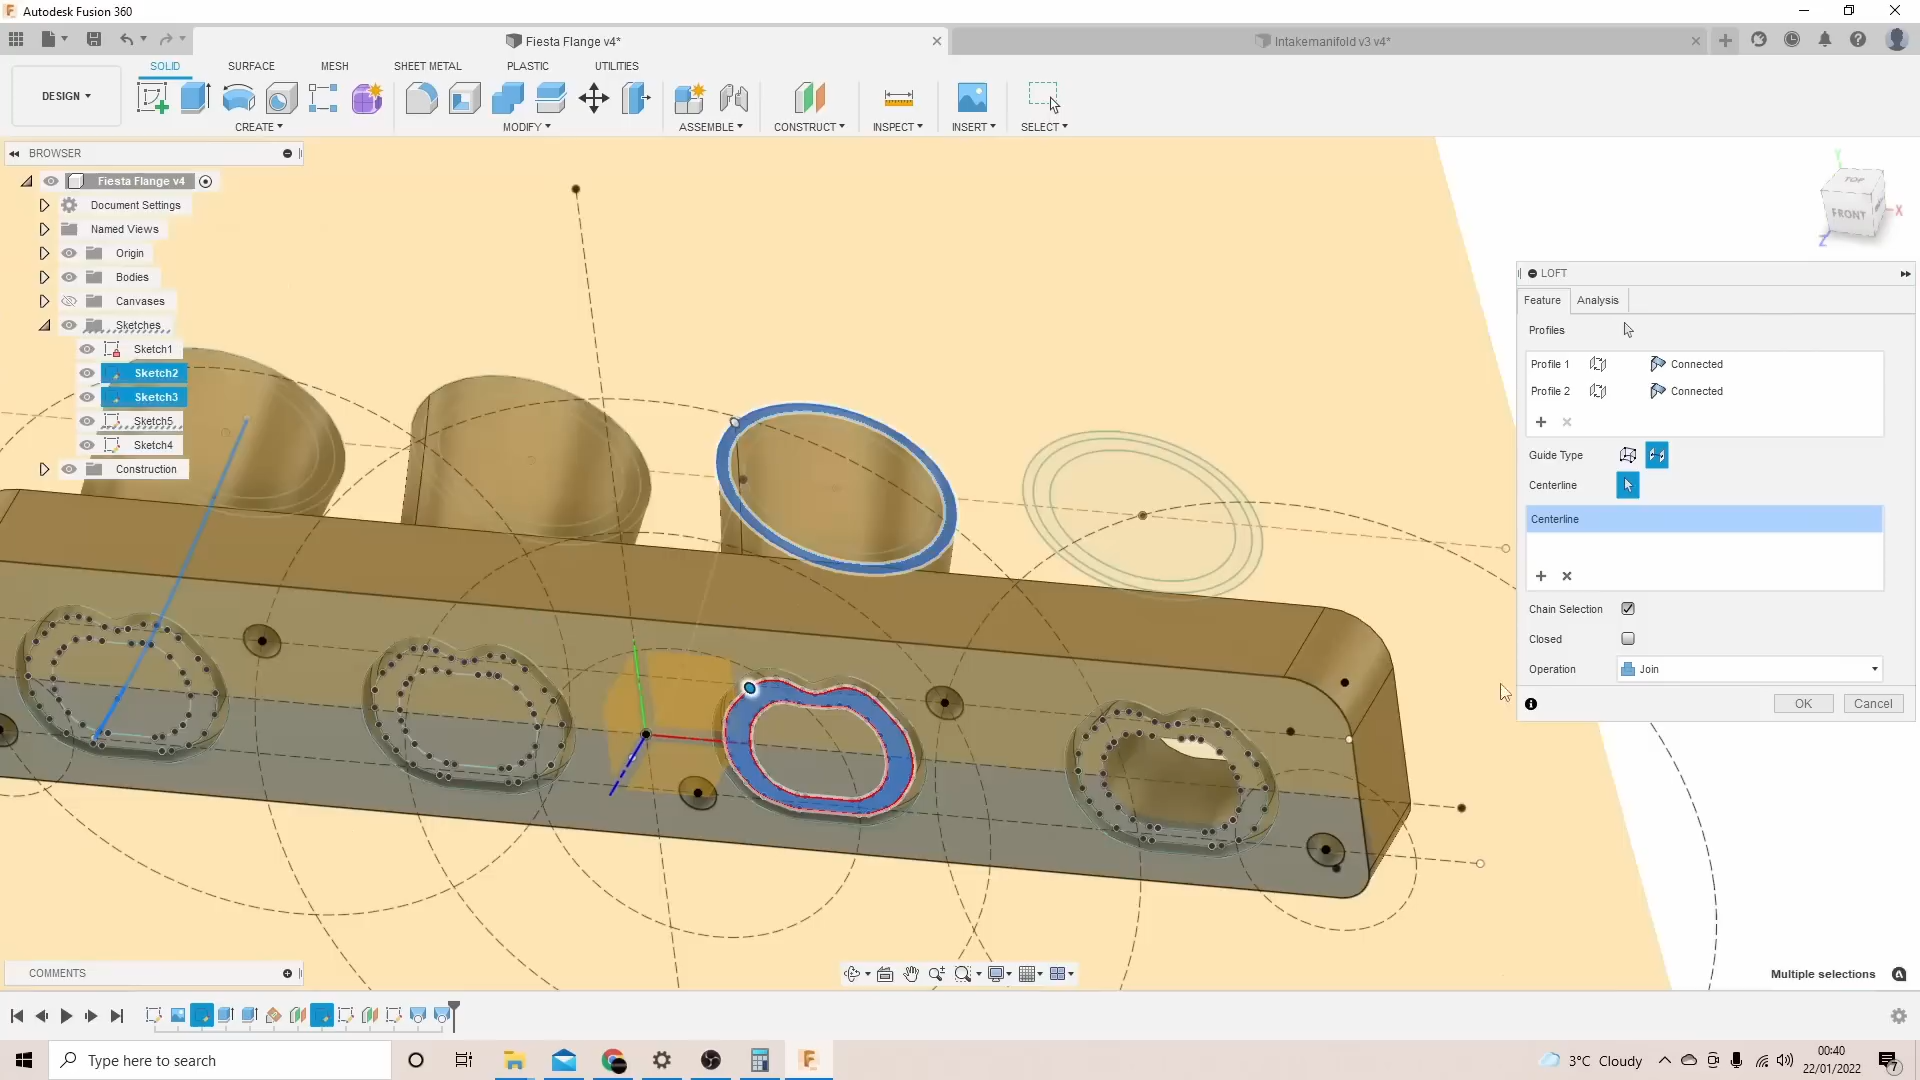 Autodesk Fusion 360
Fiesta Flange v4*
Intakemanifold v3 v4*
DESIGN
SOLID
SURFACE
MESH
SHEET METAL
PLASTIC
UTILITIES
CREATE
MODIFY
ASSEMBLE
CONSTRUCT
INSPECT
INSERT
SELECT
BROWSER
Fiesta Flange v4
Document Settings
Named Views
Origin
Bodies
Canvases
Sketches
Sketch1
Sketch2
Sketch3
Sketch5
Sketch4
Construction
Y
TOP
FRONT
X
Z
LOFT
Feature
Analysis
Profiles
Profile 1
Connected
Profile 2
Connected
Guide Type
Centerline
Centerline
Chain Selection
Closed
Operation
Join
OK
Cancel
COMMENTS
Multiple selections
Type here to search
3°C Cloudy
00:40
22/01/2022
7